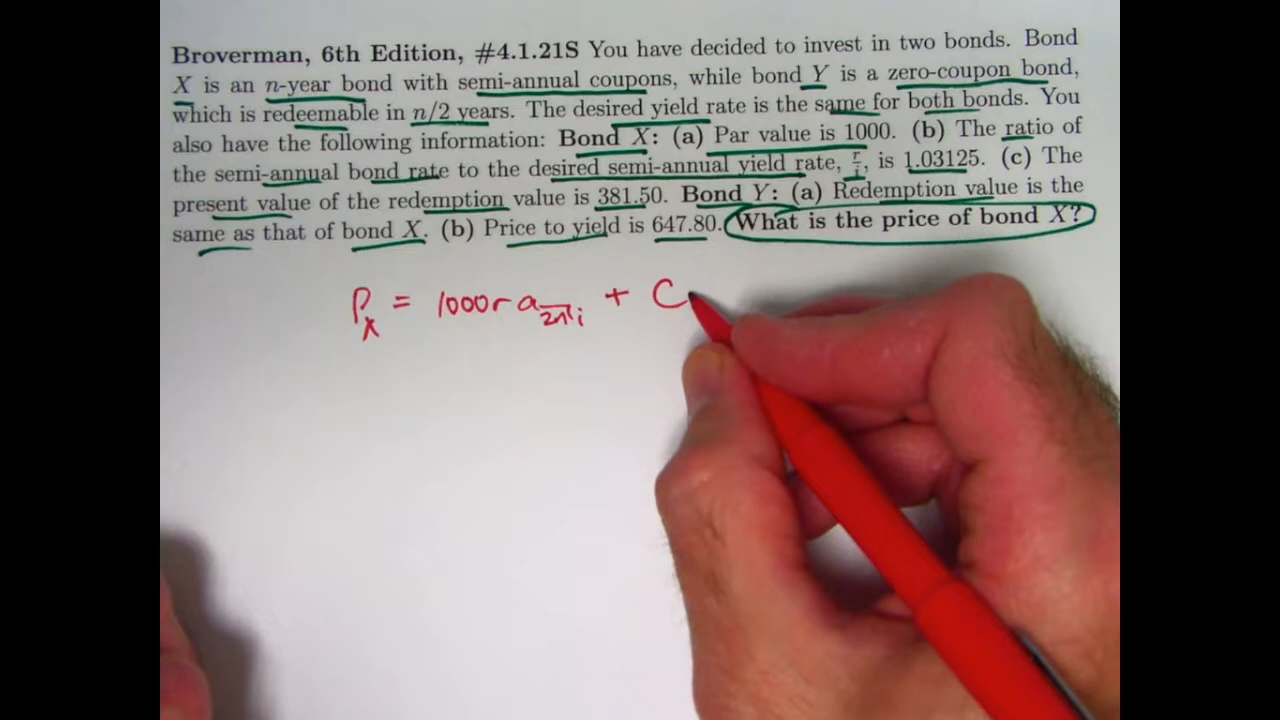 Broverman, 6th Edition, #4.1.21S You have decided to invest in two bonds. Bond
X is an n-year bond with semi-annual coupons, while bond Y is a zero-coupon bond,
which is redeemable in n/2 years. The desired yield rate is the same for both bonds. You
also have the following information: Bond X: (a) Par value is 1000. (b) The ratio of
the semi-annual bond rate to the desired semi-annual yield rate, r/i, is 1.03125. (c) The
present value of the redemption value is 381.50. Bond Y: (a) Redemption value is the
same as that of bond X. (b) Price to yield is 647.80. What is the price of bond X?
P_X = 1000r a_2n┐i + C